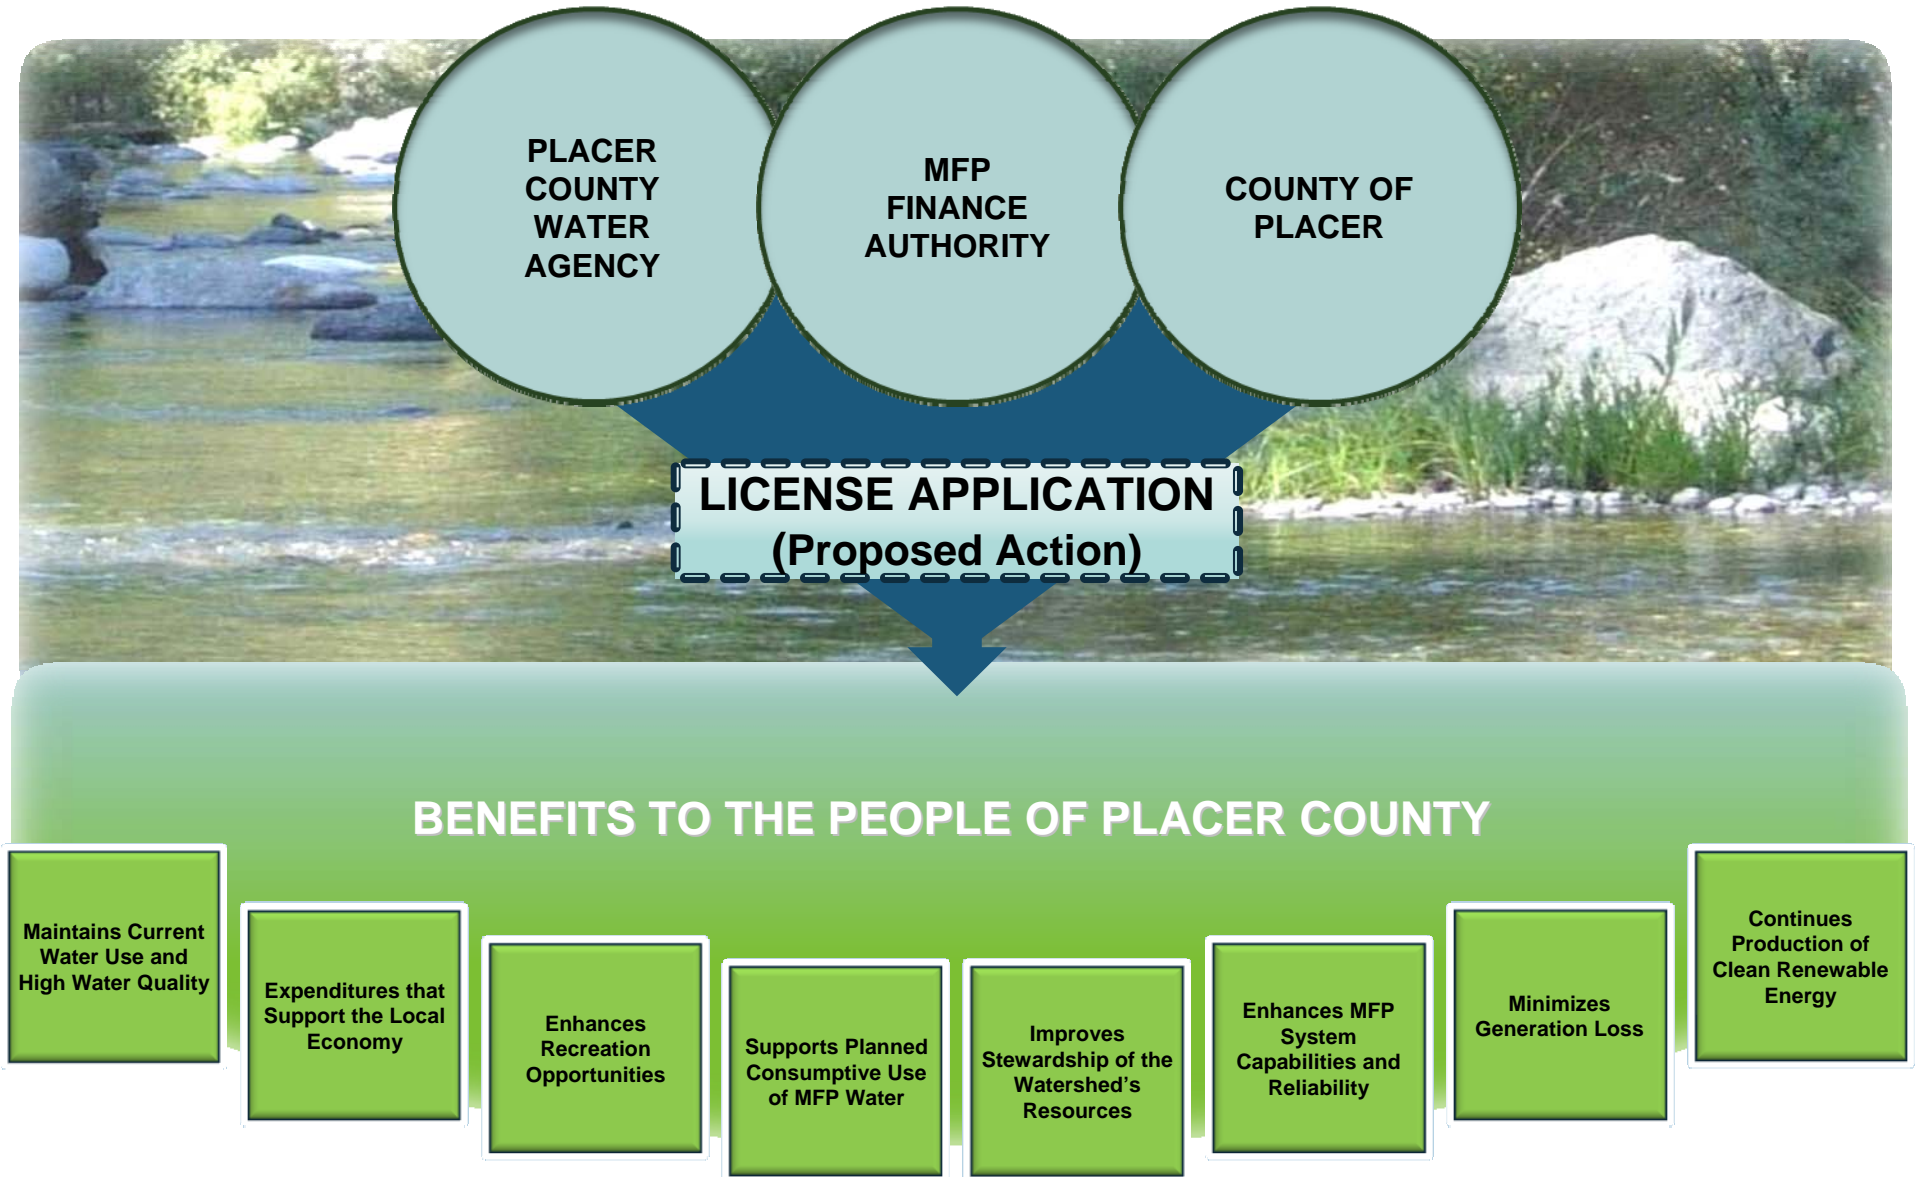 PLACER
COUNTY
WATER
AGENCY
MFP
FINANCE
AUTHORITY
COUNTY OF
PLACER
LICENSE APPLICATION
(Proposed Action)
BENEFITS TO THE PEOPLE OF PLACER COUNTY
Maintains Current
Water Use and
High Water Quality
Expenditures that
Support the Local
Economy
Enhances
Recreation
Opportunities
Supports Planned
Consumptive Use
of MFP Water
Improves
Stewardship of the
Watershed’s
Resources
Enhances MFP
System
Capabilities and
Reliability
Minimizes
Generation Loss
Continues
Production of
Clean Renewable
Energy